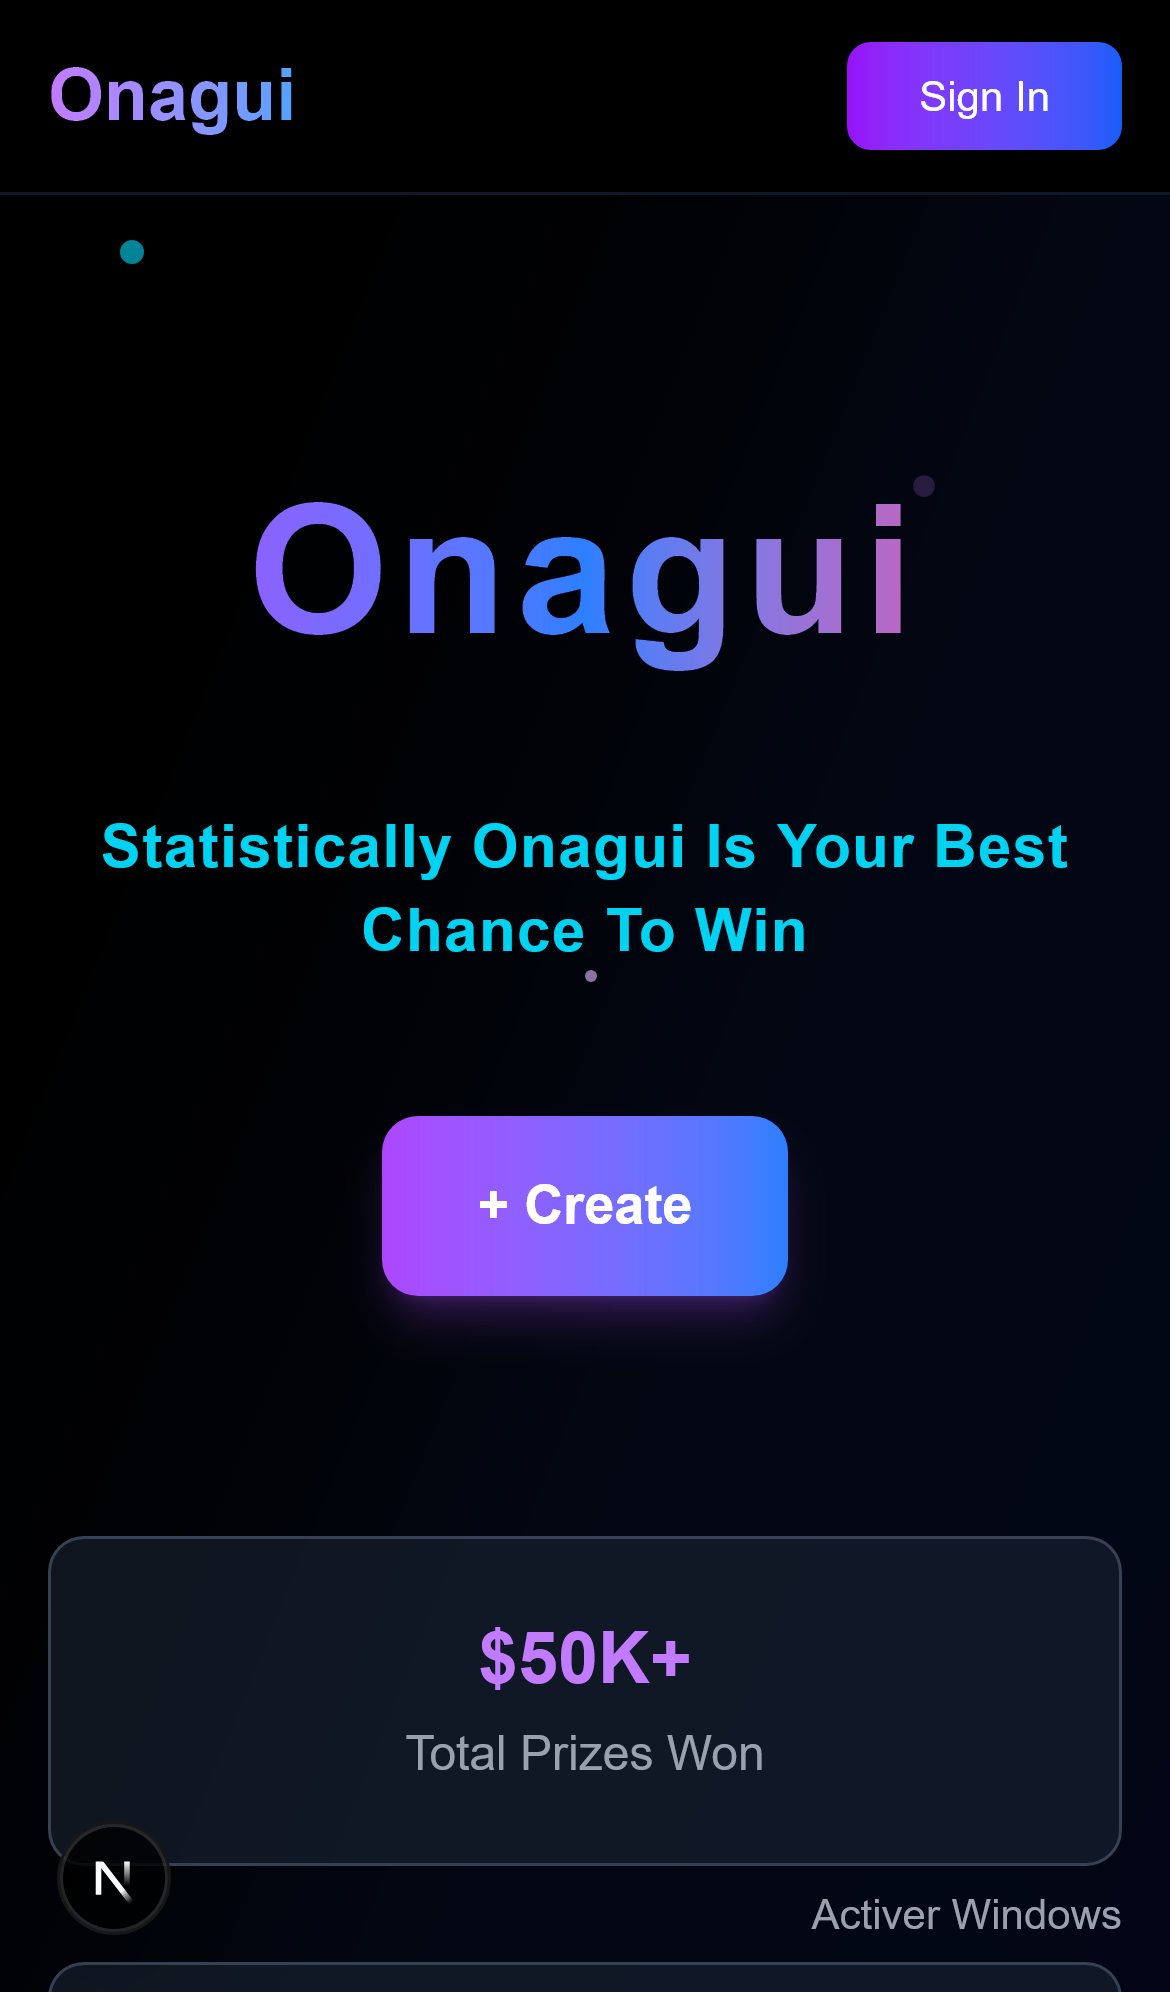 Onagui
Sign In
Onagui
Statistically Onagui Is Your Best
Chance To Win
+ Create
$50K+
Total Prizes Won
N
Activer Windows